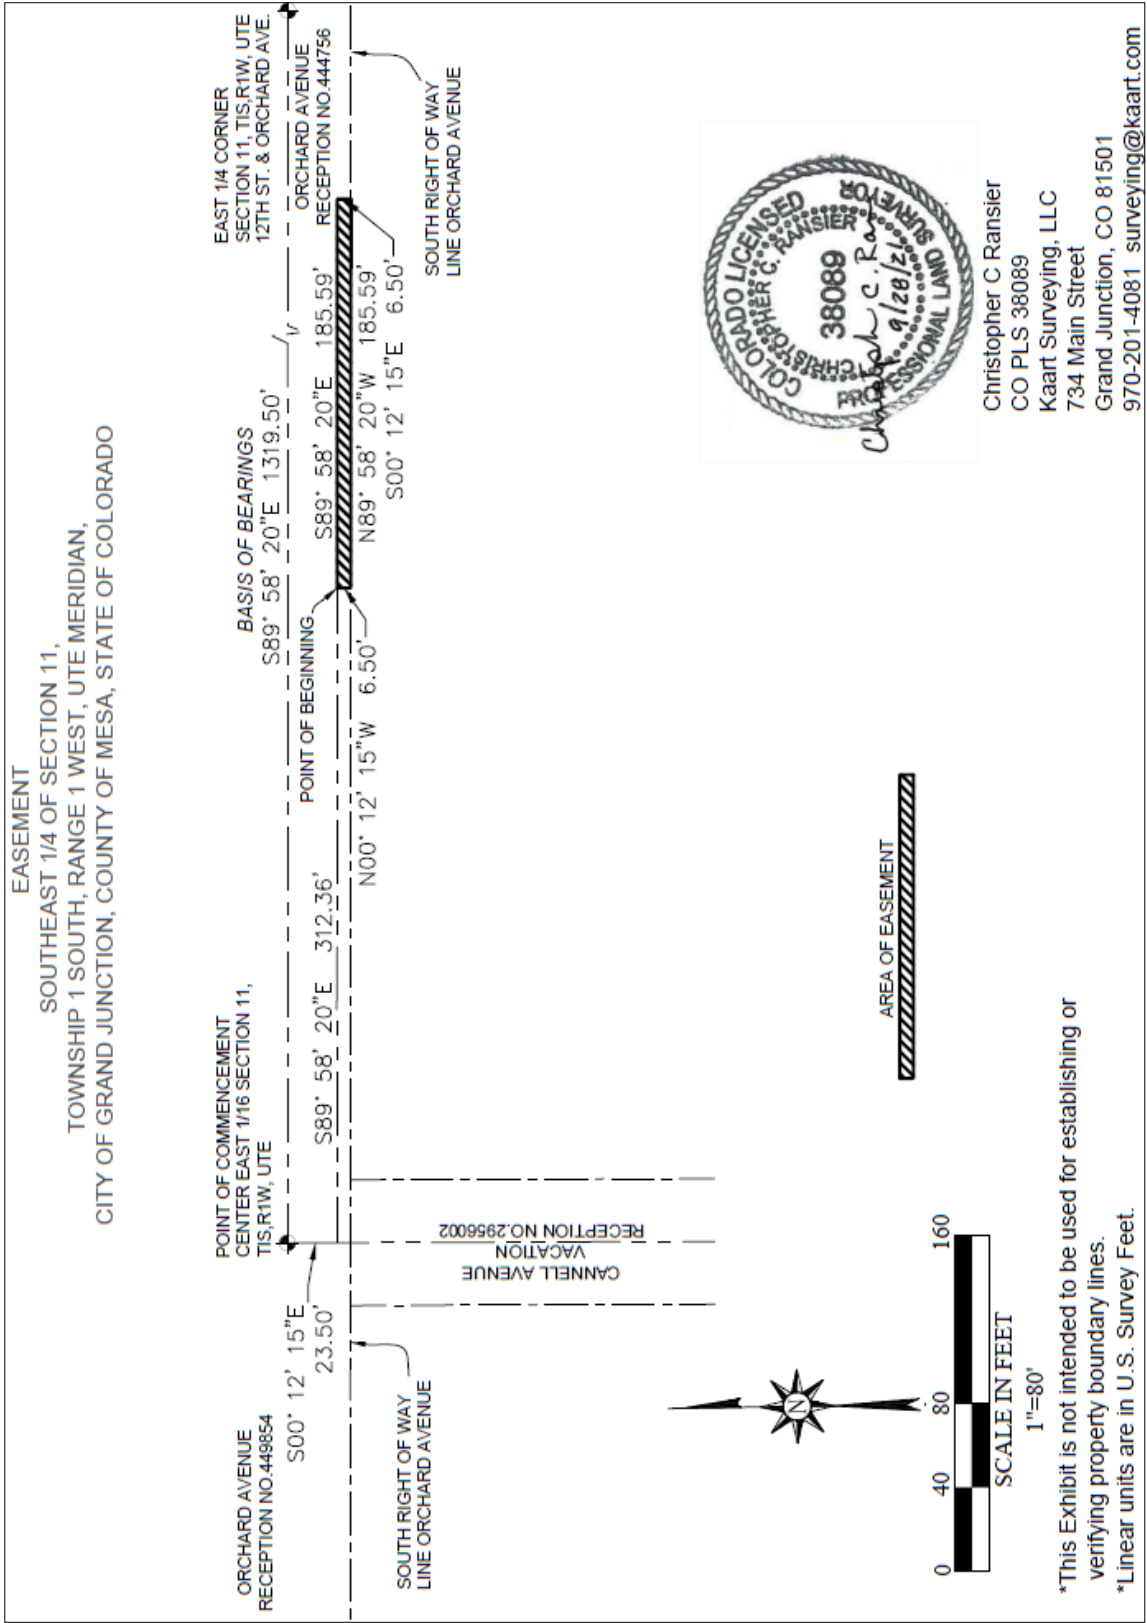 EASEMENT
SOUTHEAST 1/4 OF SECTION 11,
TOWNSHIP 1 SOUTH, RANGE 1 WEST, UTE MERIDIAN,
CITY OF GRAND JUNCTION, COUNTY OF MESA, STATE OF COLORADO
ORCHARD AVENUE
RECEPTION NO.449854
S00° 12' 15"E
23.50'
SOUTH RIGHT OF WAY
LINE ORCHARD AVENUE
POINT OF COMMENCEMENT
CENTER EAST 1/16 SECTION 11,
TIS,R1W, UTE
S89° 58' 20"E 312.36'
CANNELL AVENUE
VACATION
RECEPTION NO.2956002
BASIS OF BEARINGS
S89° 58' 20"E 1319.50'
POINT OF BEGINNING
N00° 12' 15"W 6.50'
S89° 58' 20"E 185.59'
N89° 58' 20"W 185.59'
S00° 12' 15"E 6.50'
EAST 1/4 CORNER
SECTION 11, TIS,R1W, UTE
12TH ST. & ORCHARD AVE.
ORCHARD AVENUE
RECEPTION NO.444756
SOUTH RIGHT OF WAY
LINE ORCHARD AVENUE
N
0 40 80 160
SCALE IN FEET
1"=80'
AREA OF EASEMENT
COLORADO LICENSED
CHRISTOPHER C. RANSIER
38089
Christoph C. Ran
9/28/21
PROFESSIONAL LAND SURVEYOR
Christopher C Ransier
CO PLS 38089
Kaart Surveying, LLC
734 Main Street
Grand Junction, CO 81501
970-201-4081 surveying@kaart.com
*This Exhibit is not intended to be used for establishing or
verifying property boundary lines.
*Linear units are in U.S. Survey Feet.